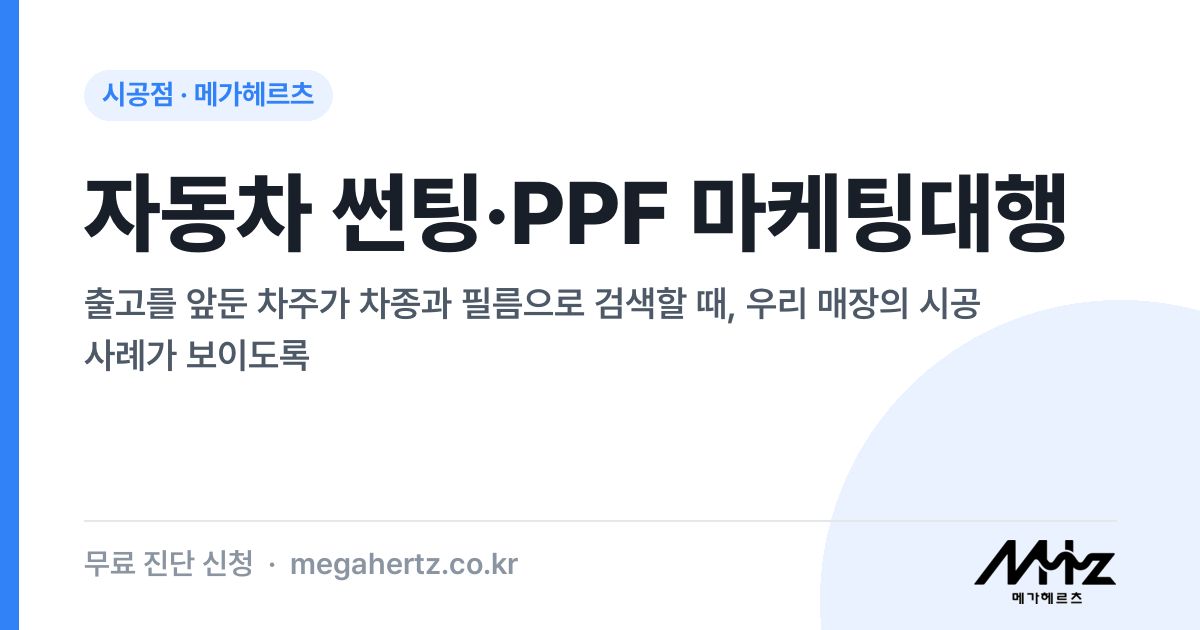 시공점 · 메가헤르츠
자동차 썬팅·PPF 마케팅대행
출고를 앞둔 차주가 차종과 필름으로 검색할 때, 우리 매장의 시공
사례가 보이도록
무료 진단 신청 · megahertz.co.kr
MHz
메가헤르츠